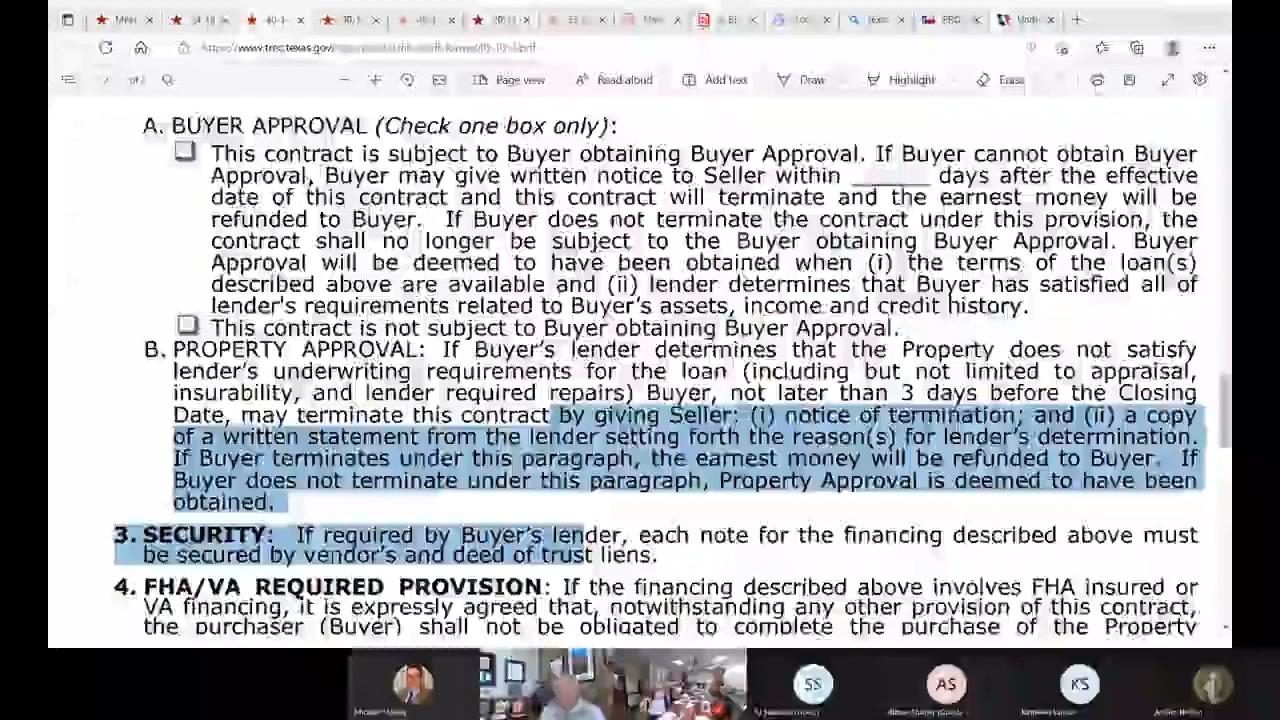 https://www.trec.texas.gov
Page view
Read aloud
Add text
Draw
Highlight
Erase
A. BUYER APPROVAL (Check one box only):
This contract is subject to Buyer obtaining Buyer Approval. If Buyer cannot obtain Buyer
Approval, Buyer may give written notice to Seller within ______ days after the effective
date of this contract and this contract will terminate and the earnest money will be
refunded to Buyer. If Buyer does not terminate the contract under this provision, the
contract shall no longer be subject to the Buyer obtaining Buyer Approval. Buyer
Approval will be deemed to have been obtained when (i) the terms of the loan(s)
described above are available and (ii) lender determines that Buyer has satisfied all of
lender's requirements related to Buyer's assets, income and credit history.
This contract is not subject to Buyer obtaining Buyer Approval.
B. PROPERTY APPROVAL: If Buyer's lender determines that the Property does not satisfy
lender's underwriting requirements for the loan (including but not limited to appraisal,
insurability, and lender required repairs) Buyer, not later than 3 days before the Closing
Date, may terminate this contract by giving Seller: (i) notice of termination; and (ii) a copy
of a written statement from the lender setting forth the reason(s) for lender's determination.
If Buyer terminates under this paragraph, the earnest money will be refunded to Buyer. If
Buyer does not terminate under this paragraph, Property Approval is deemed to have been
obtained.
3. SECURITY: If required by Buyer's lender, each note for the financing described above must
be secured by vendor's and deed of trust liens.
4. FHA/VA REQUIRED PROVISION: If the financing described above involves FHA insured or
VA financing, it is expressly agreed that, notwithstanding any other provision of this contract,
the purchaser (Buyer) shall not be obligated to complete the purchase of the Property
SS
AS
KS